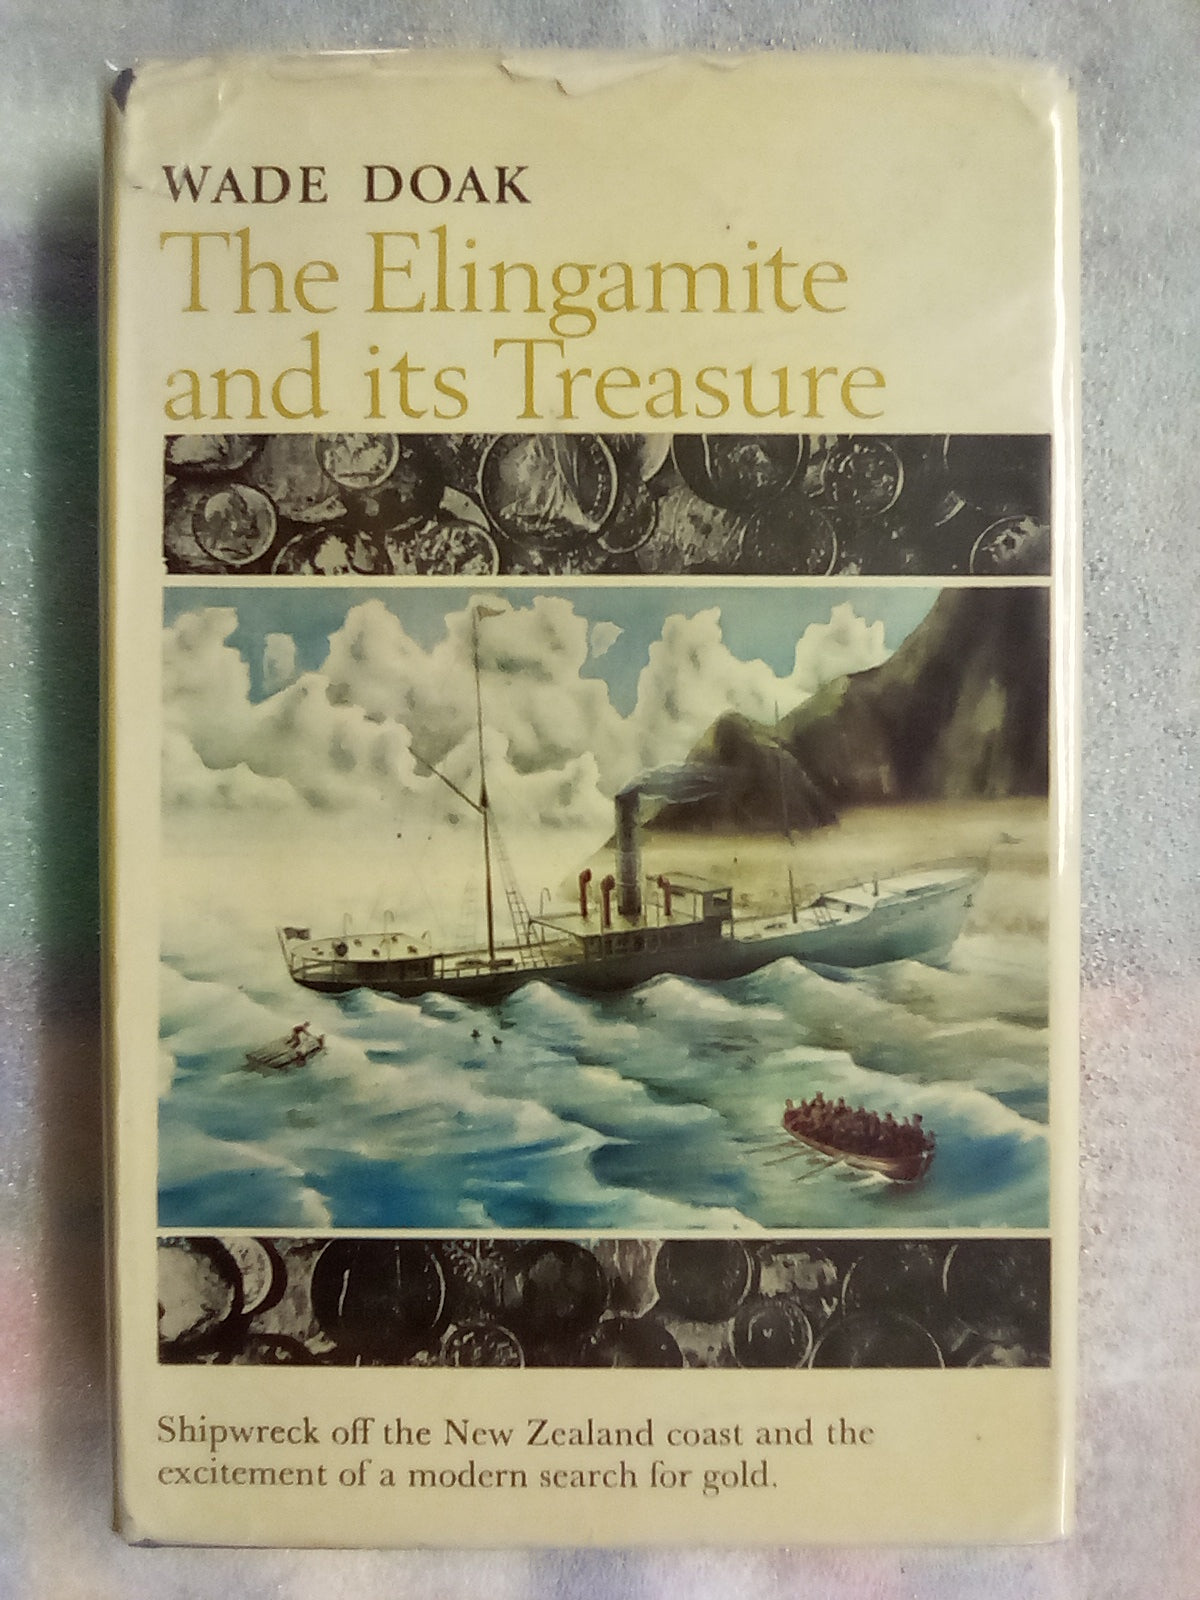 WADE DOAK
The Elingamite
and its Treasure
Shipwreck off the New Zealand coast and the
excitement of a modern search for gold.